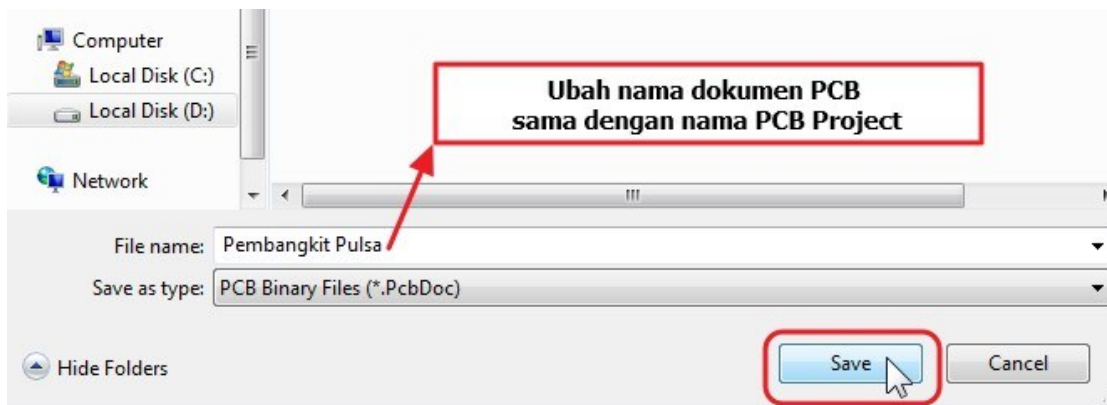 Computer
Local Disk (C:)
Local Disk (D:)
Network
Ubah nama dokumen PCB
sama dengan nama PCB Project
File name: Pembangkit Pulsa
Save as type: PCB Binary Files (*.PcbDoc)
Hide Folders
Save
Cancel